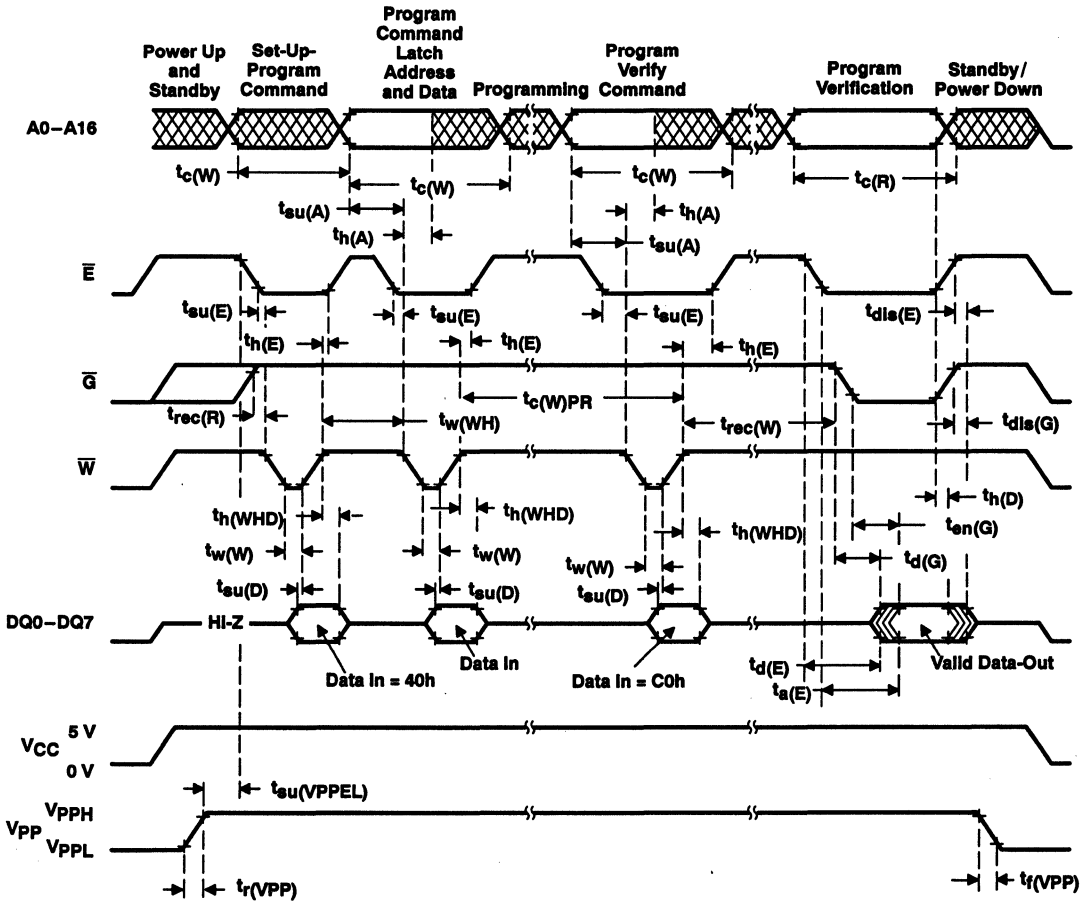 Power Up
and
Standby
Set-Up-
Program
Command
Program
Command
Latch
Address
and Data
Programming
Program
Verify
Command
Program
Verification
Standby/
Power Down
A0–A16
tc(W)
tc(W)
tc(W)
tc(R)
tsu(A)
th(A)
th(A)
tsu(A)
E
tsu(E)
tsu(E)
tsu(E)
tdis(E)
th(E)
th(E)
th(E)
G
trec(R)
tw(WH)
tc(W)PR
trec(W)
tdis(G)
W
th(WHD)
th(WHD)
th(WHD)
th(D)
ten(G)
tw(W)
tw(W)
tw(W)
td(G)
tsu(D)
tsu(D)
tsu(D)
DQ0–DQ7
HI-Z
Data In = 40h
Data In
Data In = C0h
Valid Data-Out
td(E)
ta(E)
VCC
5 V
0 V
tsu(VPPEL)
VPP
VPPH
VPPL
tr(VPP)
tf(VPP)